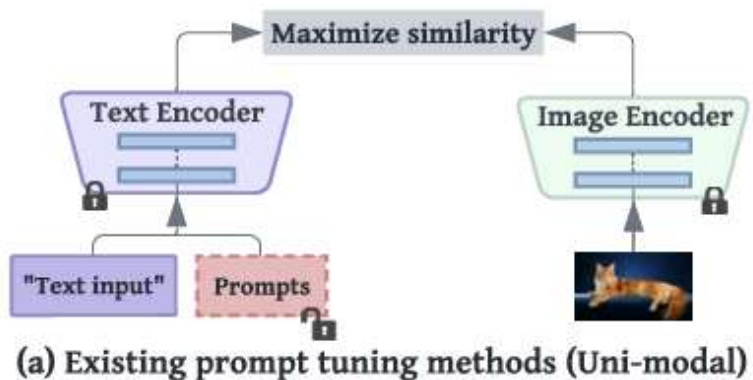 Maximize similarity
Text Encoder
Image Encoder
"Text input"
Prompts
(a) Existing prompt tuning methods (Uni-modal)